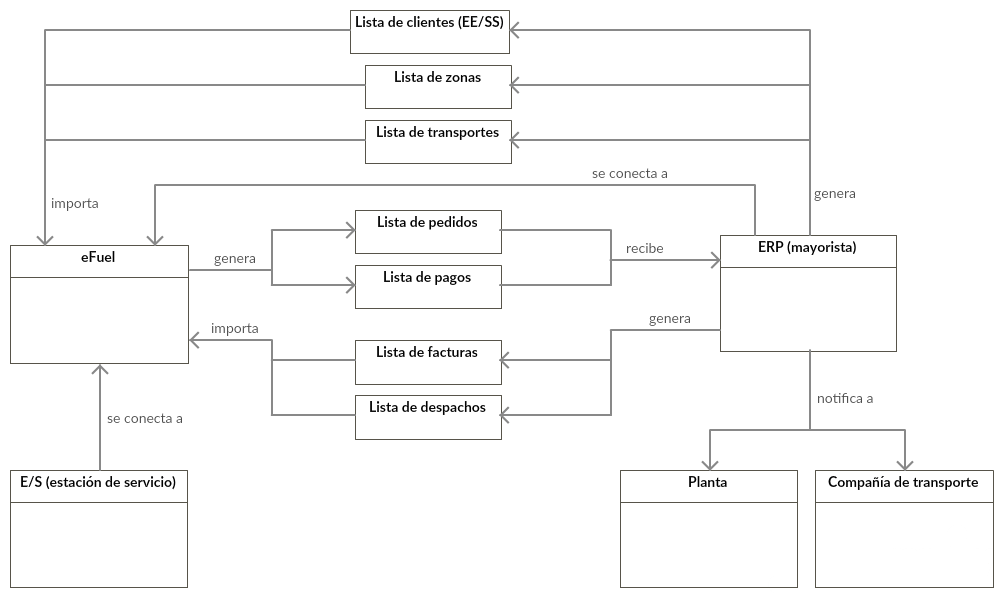 Lista de clientes (EE/SS)
Lista de zonas
Lista de transportes
se conecta a
importa
genera
Lista de pedidos
eFuel
genera
recibe
ERP (mayorista)
Lista de pagos
importa
genera
Lista de facturas
Lista de despachos
se conecta a
notifica a
E/S (estación de servicio)
Planta
Compañía de transporte